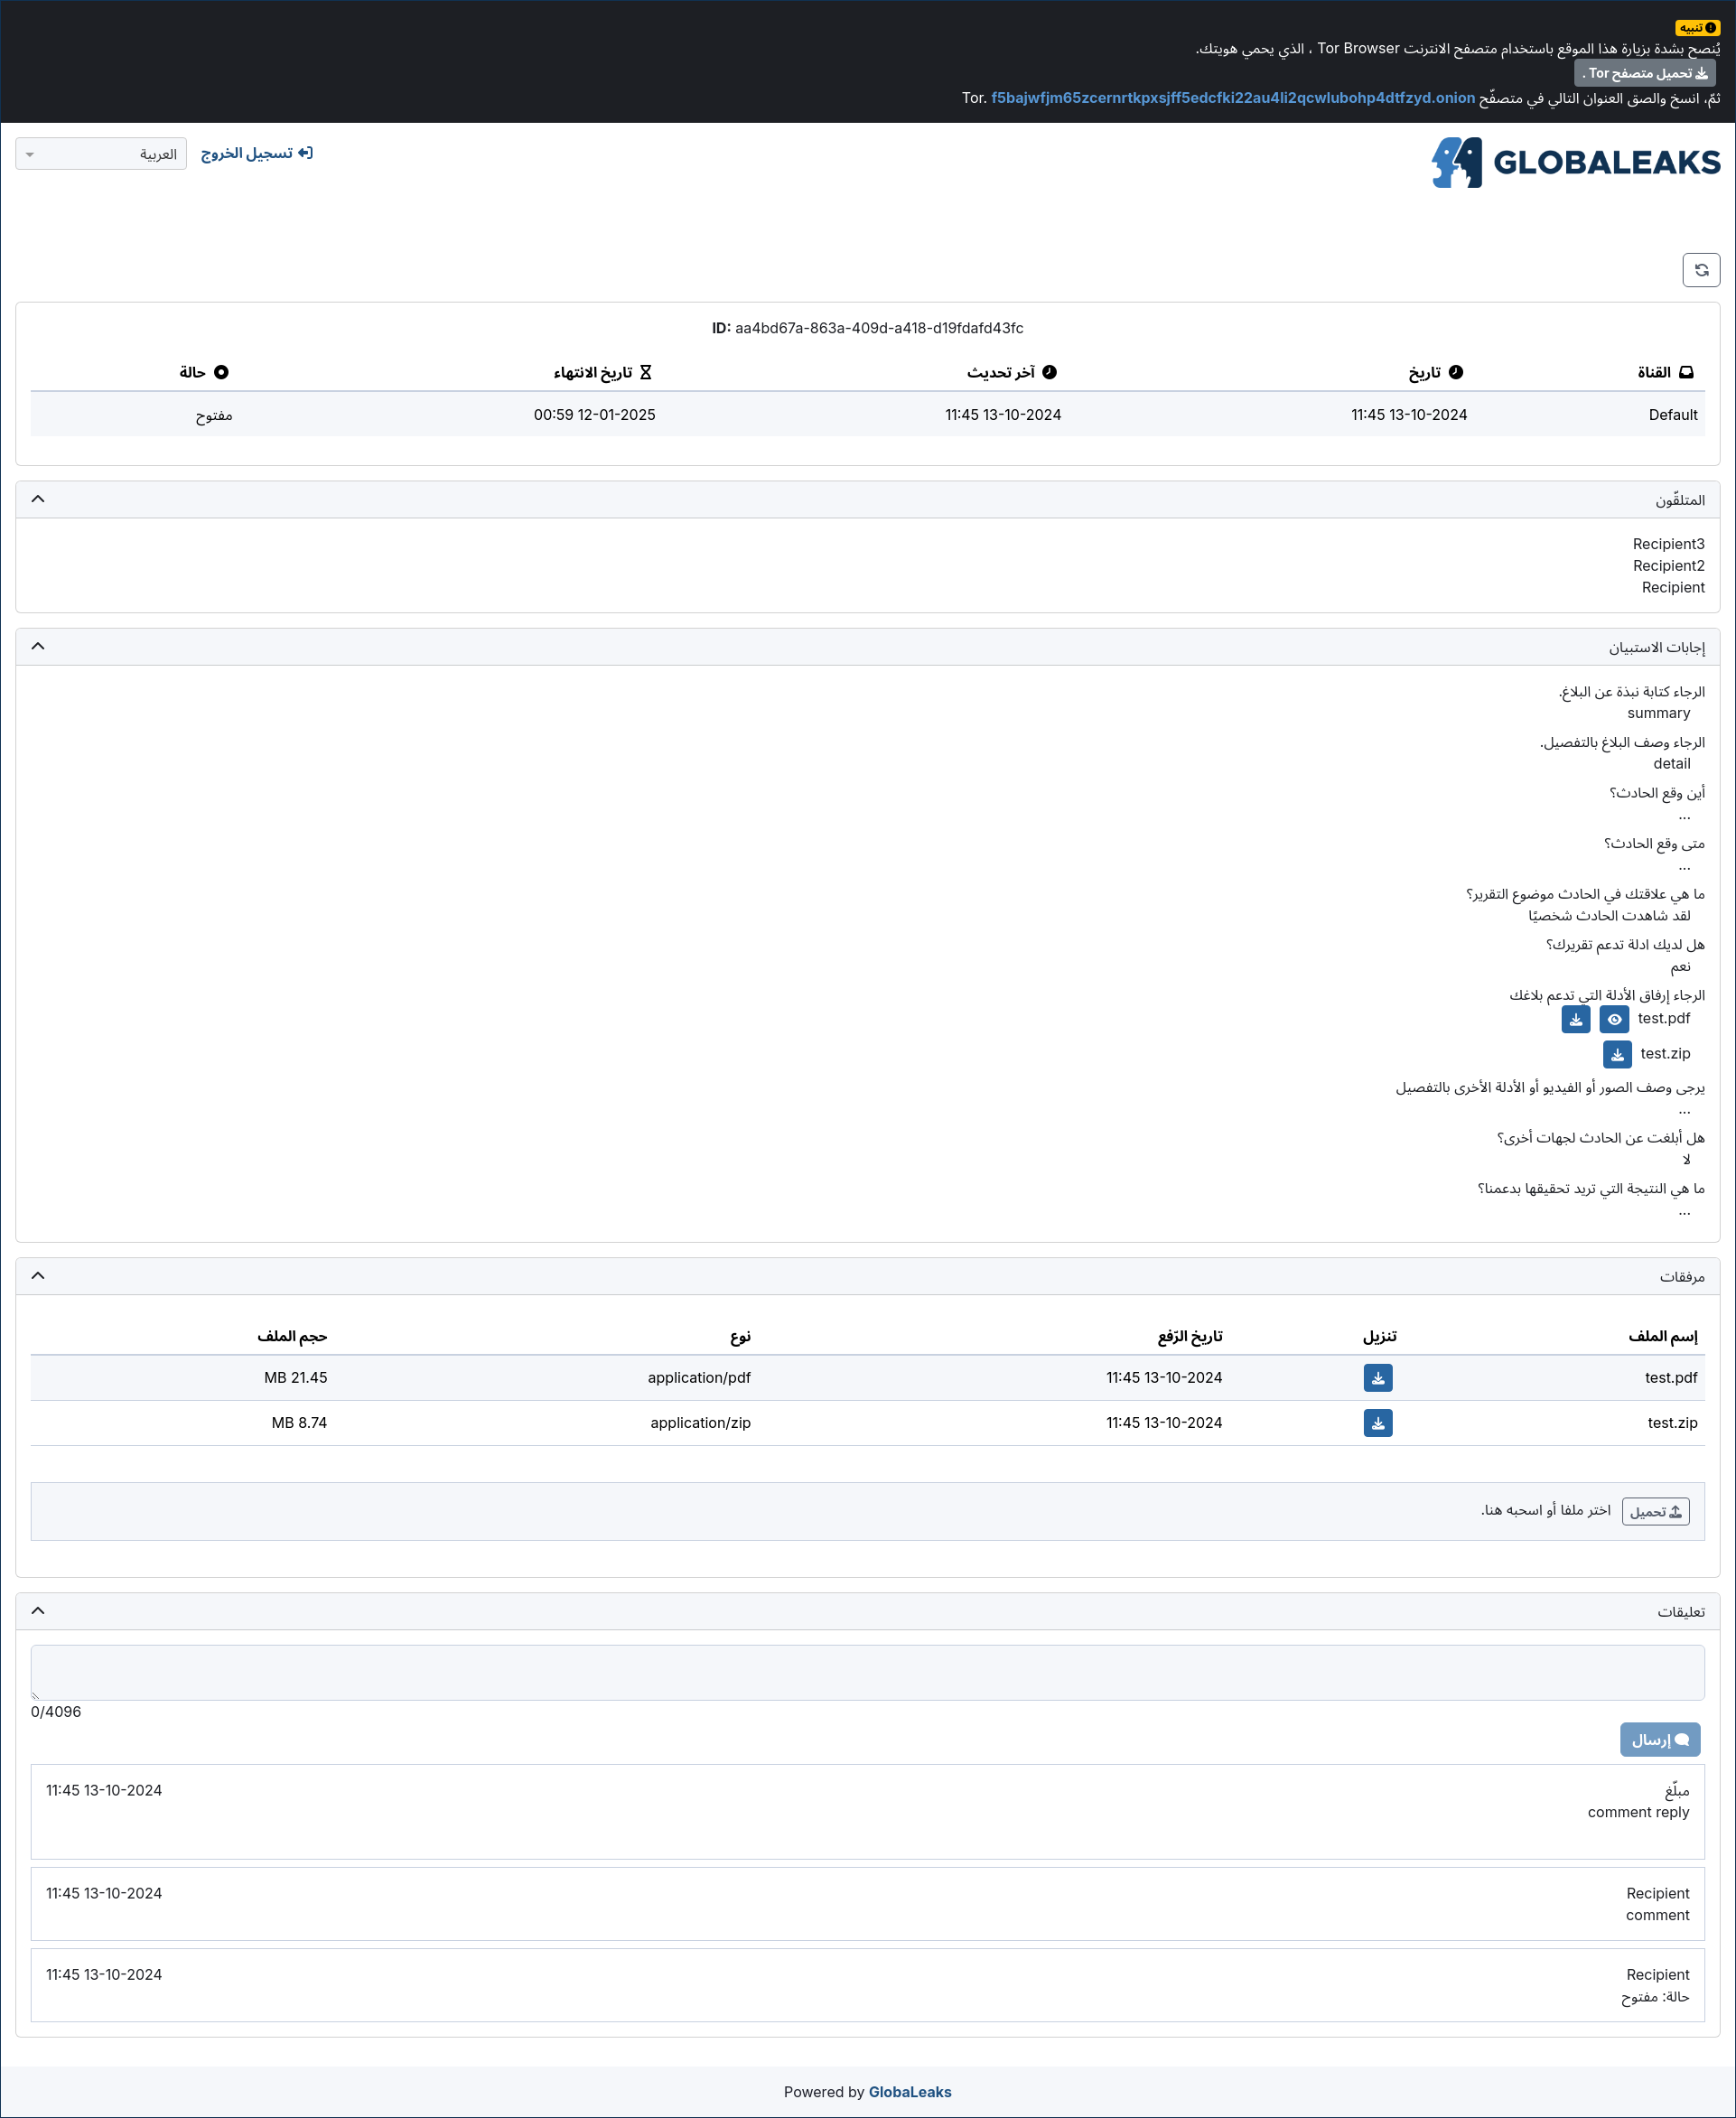 تنبيه
يُنصح بشدة بزيارة هذا الموقع باستخدام متصفح الانترنت Tor Browser ، الذي يحمي هويتك.
تحميل متصفح Tor .
ثمّ، انسخ والصق العنوان التالي في متصفّح Tor. f5bajwfjm65zcernrtkpxsjff5edcfki22au4li2qcwlubohp4dtfzyd.onion
GLOBALEAKS
تسجيل الخروج
العربية
ID: aa4bd67a-863a-409d-a418-d19fdafd43fc
القناة تاريخ آخر تحديث تاريخ الانتهاء حالة
Default 13-10-2024 11:45 13-10-2024 11:45 12-01-2025 00:59 مفتوح
المتلقّون
Recipient3
Recipient2
Recipient
إجابات الاستبيان
الرجاء كتابة نبذة عن البلاغ.
summary
الرجاء وصف البلاغ بالتفصيل.
detail
أين وقع الحادث؟
...
متى وقع الحادث؟
...
ما هي علاقتك في الحادث موضوع التقرير؟
لقد شاهدت الحادث شخصيًا
هل لديك ادلة تدعم تقريرك؟
نعم
الرجاء إرفاق الأدلة التي تدعم بلاغك
test.pdf
test.zip
يرجى وصف الصور أو الفيديو أو الأدلة الأخرى بالتفصيل
...
هل أبلغت عن الحادث لجهات أخرى؟
لا
ما هي النتيجة التي تريد تحقيقها بدعمنا؟
...
مرفقات
إسم الملف تنزيل تاريخ الرّفع نوع حجم الملف
test.pdf 13-10-2024 11:45 application/pdf 21.45 MB
test.zip 13-10-2024 11:45 application/zip 8.74 MB
تحميل اختر ملفا أو اسحبه هنا.
تعليقات
0/4096
إرسال
مبلّغ 13-10-2024 11:45
comment reply
Recipient 13-10-2024 11:45
comment
Recipient 13-10-2024 11:45
حالة: مفتوح
Powered by GlobaLeaks